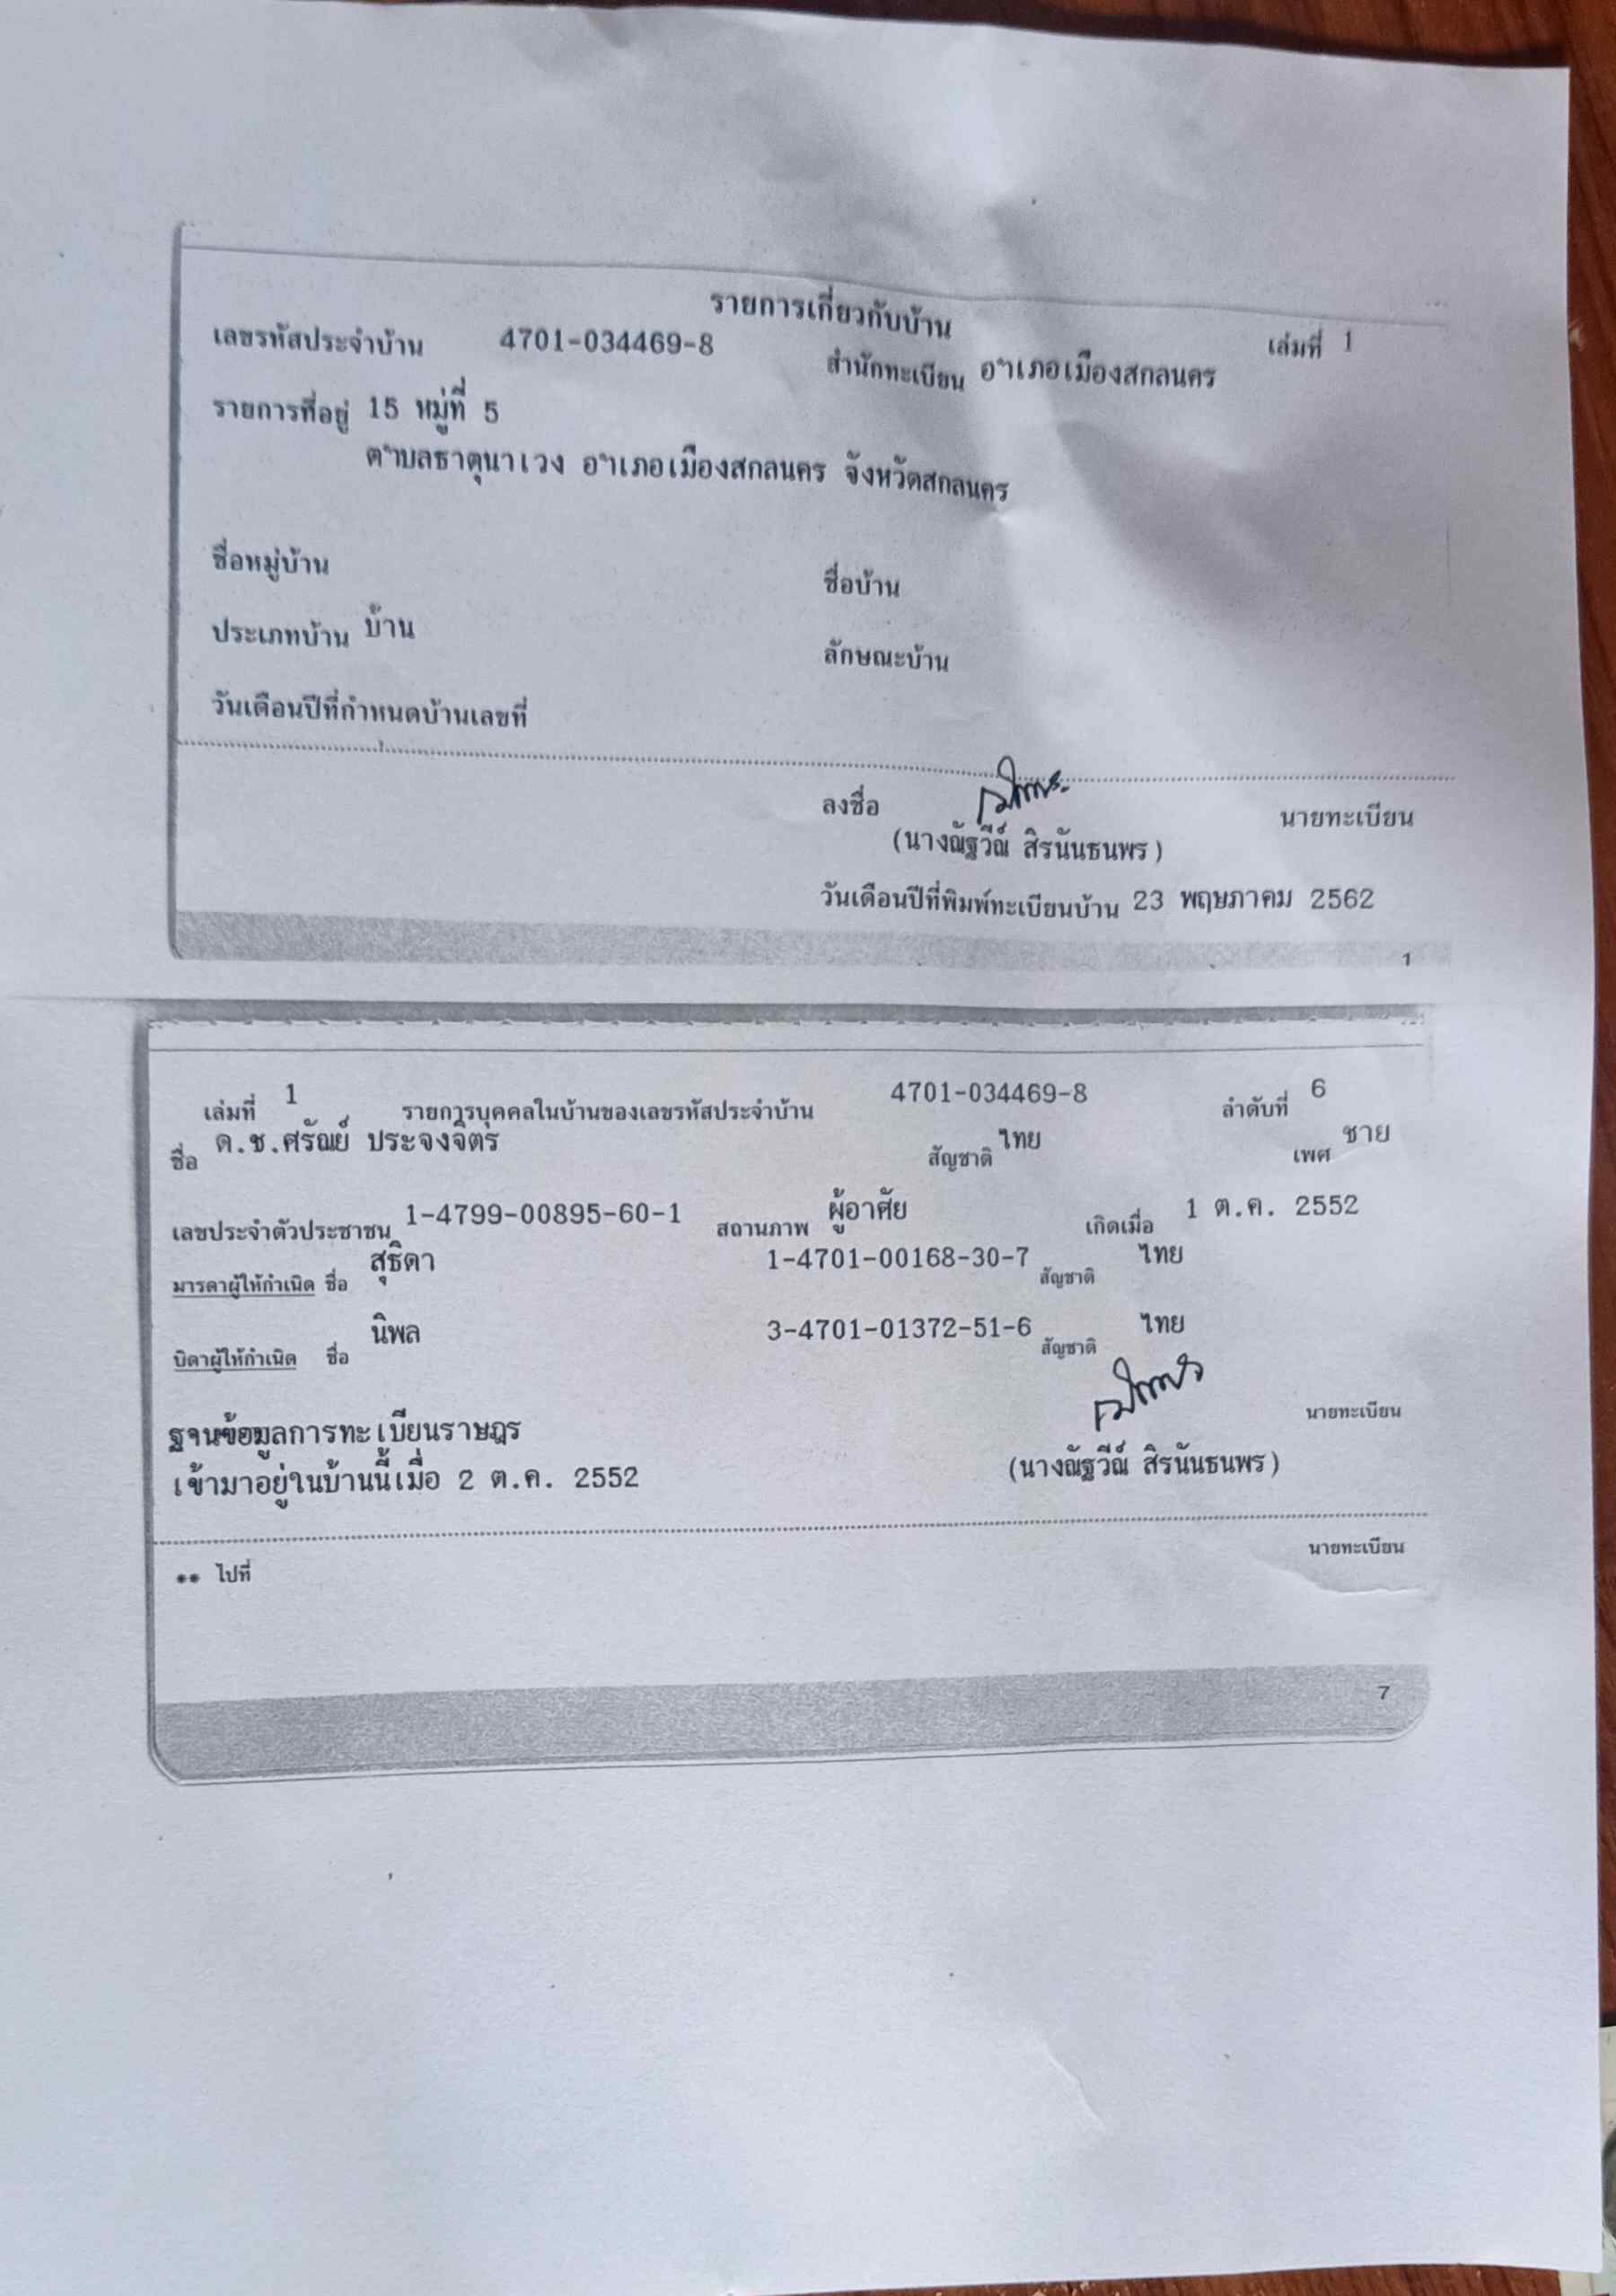 รายการเกี่ยวกับบ้าน
เล่มที่ 1
เลขรหัสประจำบ้าน 4701-034469-8 สำนักทะเบียน อำเภอเมืองสกลนคร
รายการที่อยู่ 15 หมู่ที่ 5
ตำบลธาตุนาเวง อำเภอเมืองสกลนคร จังหวัดสกลนคร
ชื่อหมู่บ้าน ชื่อบ้าน
ประเภทบ้าน บ้าน ลักษณะบ้าน
วันเดือนปีที่กำหนดบ้านเลขที่
ลงชื่อ นายทะเบียน
(นางณัฐวีณ์ สิรนันธนพร)
วันเดือนปีที่พิมพ์ทะเบียนบ้าน 23 พฤษภาคม 2562
1
เล่มที่ 1 รายการบุคคลในบ้านของเลขรหัสประจำบ้าน 4701-034469-8 ลำดับที่ 6
ชื่อ ด.ช.ศรัณย์ ประจงจิตร สัญชาติ ไทย เพศ ชาย
เลขประจำตัวประชาชน 1-4799-00895-60-1 สถานภาพ ผู้อาศัย เกิดเมื่อ 1 ต.ค. 2552
มารดาผู้ให้กำเนิด ชื่อ สุธิดา 1-4701-00168-30-7 สัญชาติ ไทย
บิดาผู้ให้กำเนิด ชื่อ นิพล 3-4701-01372-51-6 สัญชาติ ไทย
นายทะเบียน
ฐานข้อมูลการทะเบียนราษฎร
(นางณัฐวีณ์ สิรนันธนพร)
เข้ามาอยู่ในบ้านนี้เมื่อ 2 ต.ค. 2552
นายทะเบียน
** ไปที่
7